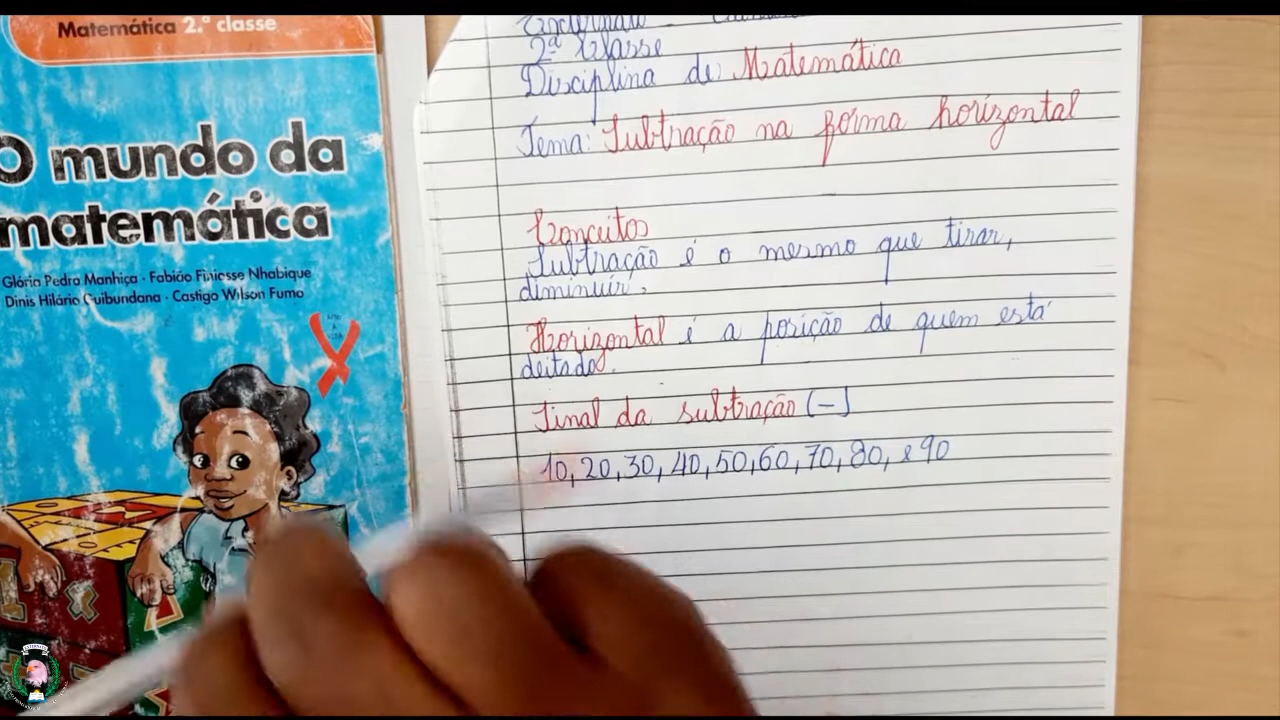 Matemática 2.ª classe
O mundo da
matemática
Glória Pedro Manhiça · Fabião Finiosse Nhabique
Dinis Hilário Guibundana · Castigo Wilson Fumo
2ª Classe
Disciplina de Matemática
Tema: Subtração na forma horizontal
Conceitos
Subtração é o mesmo que tirar,
diminuir.
Horizontal é a posição de quem está
deitado.
Sinal da subtração (-)
10, 20, 30, 40, 50, 60, 70, 80, e 90